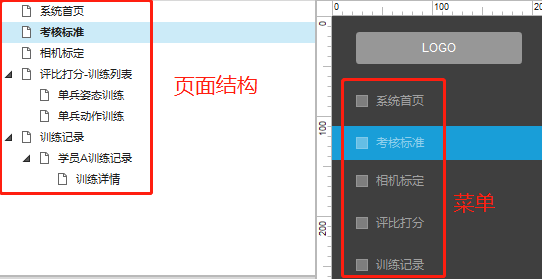 系统首页
考核标准
相机标定
评比打分-训练列表
单兵姿态训练
单兵动作训练
训练记录
学员A训练记录
训练详情
页面结构
0
100
200
0
100
200
LOGO
系统首页
考核标准
相机标定
评比打分
训练记录
菜单